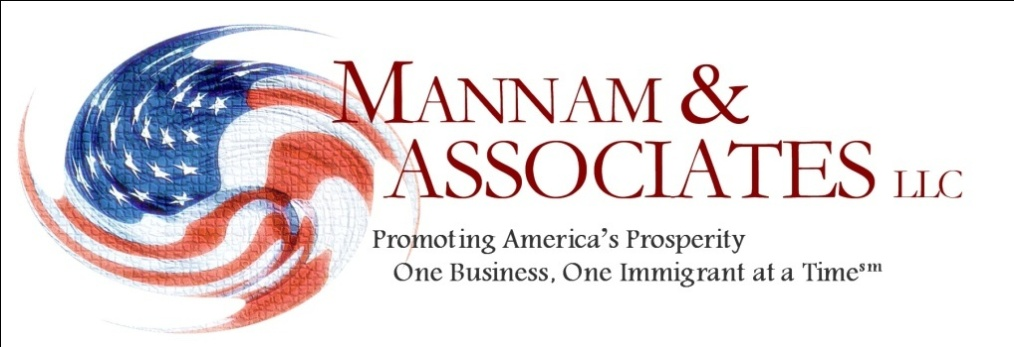 MANNAM &
ASSOCIATES LLC
Promoting America's Prosperity
One Business, One Immigrant at a Time℠